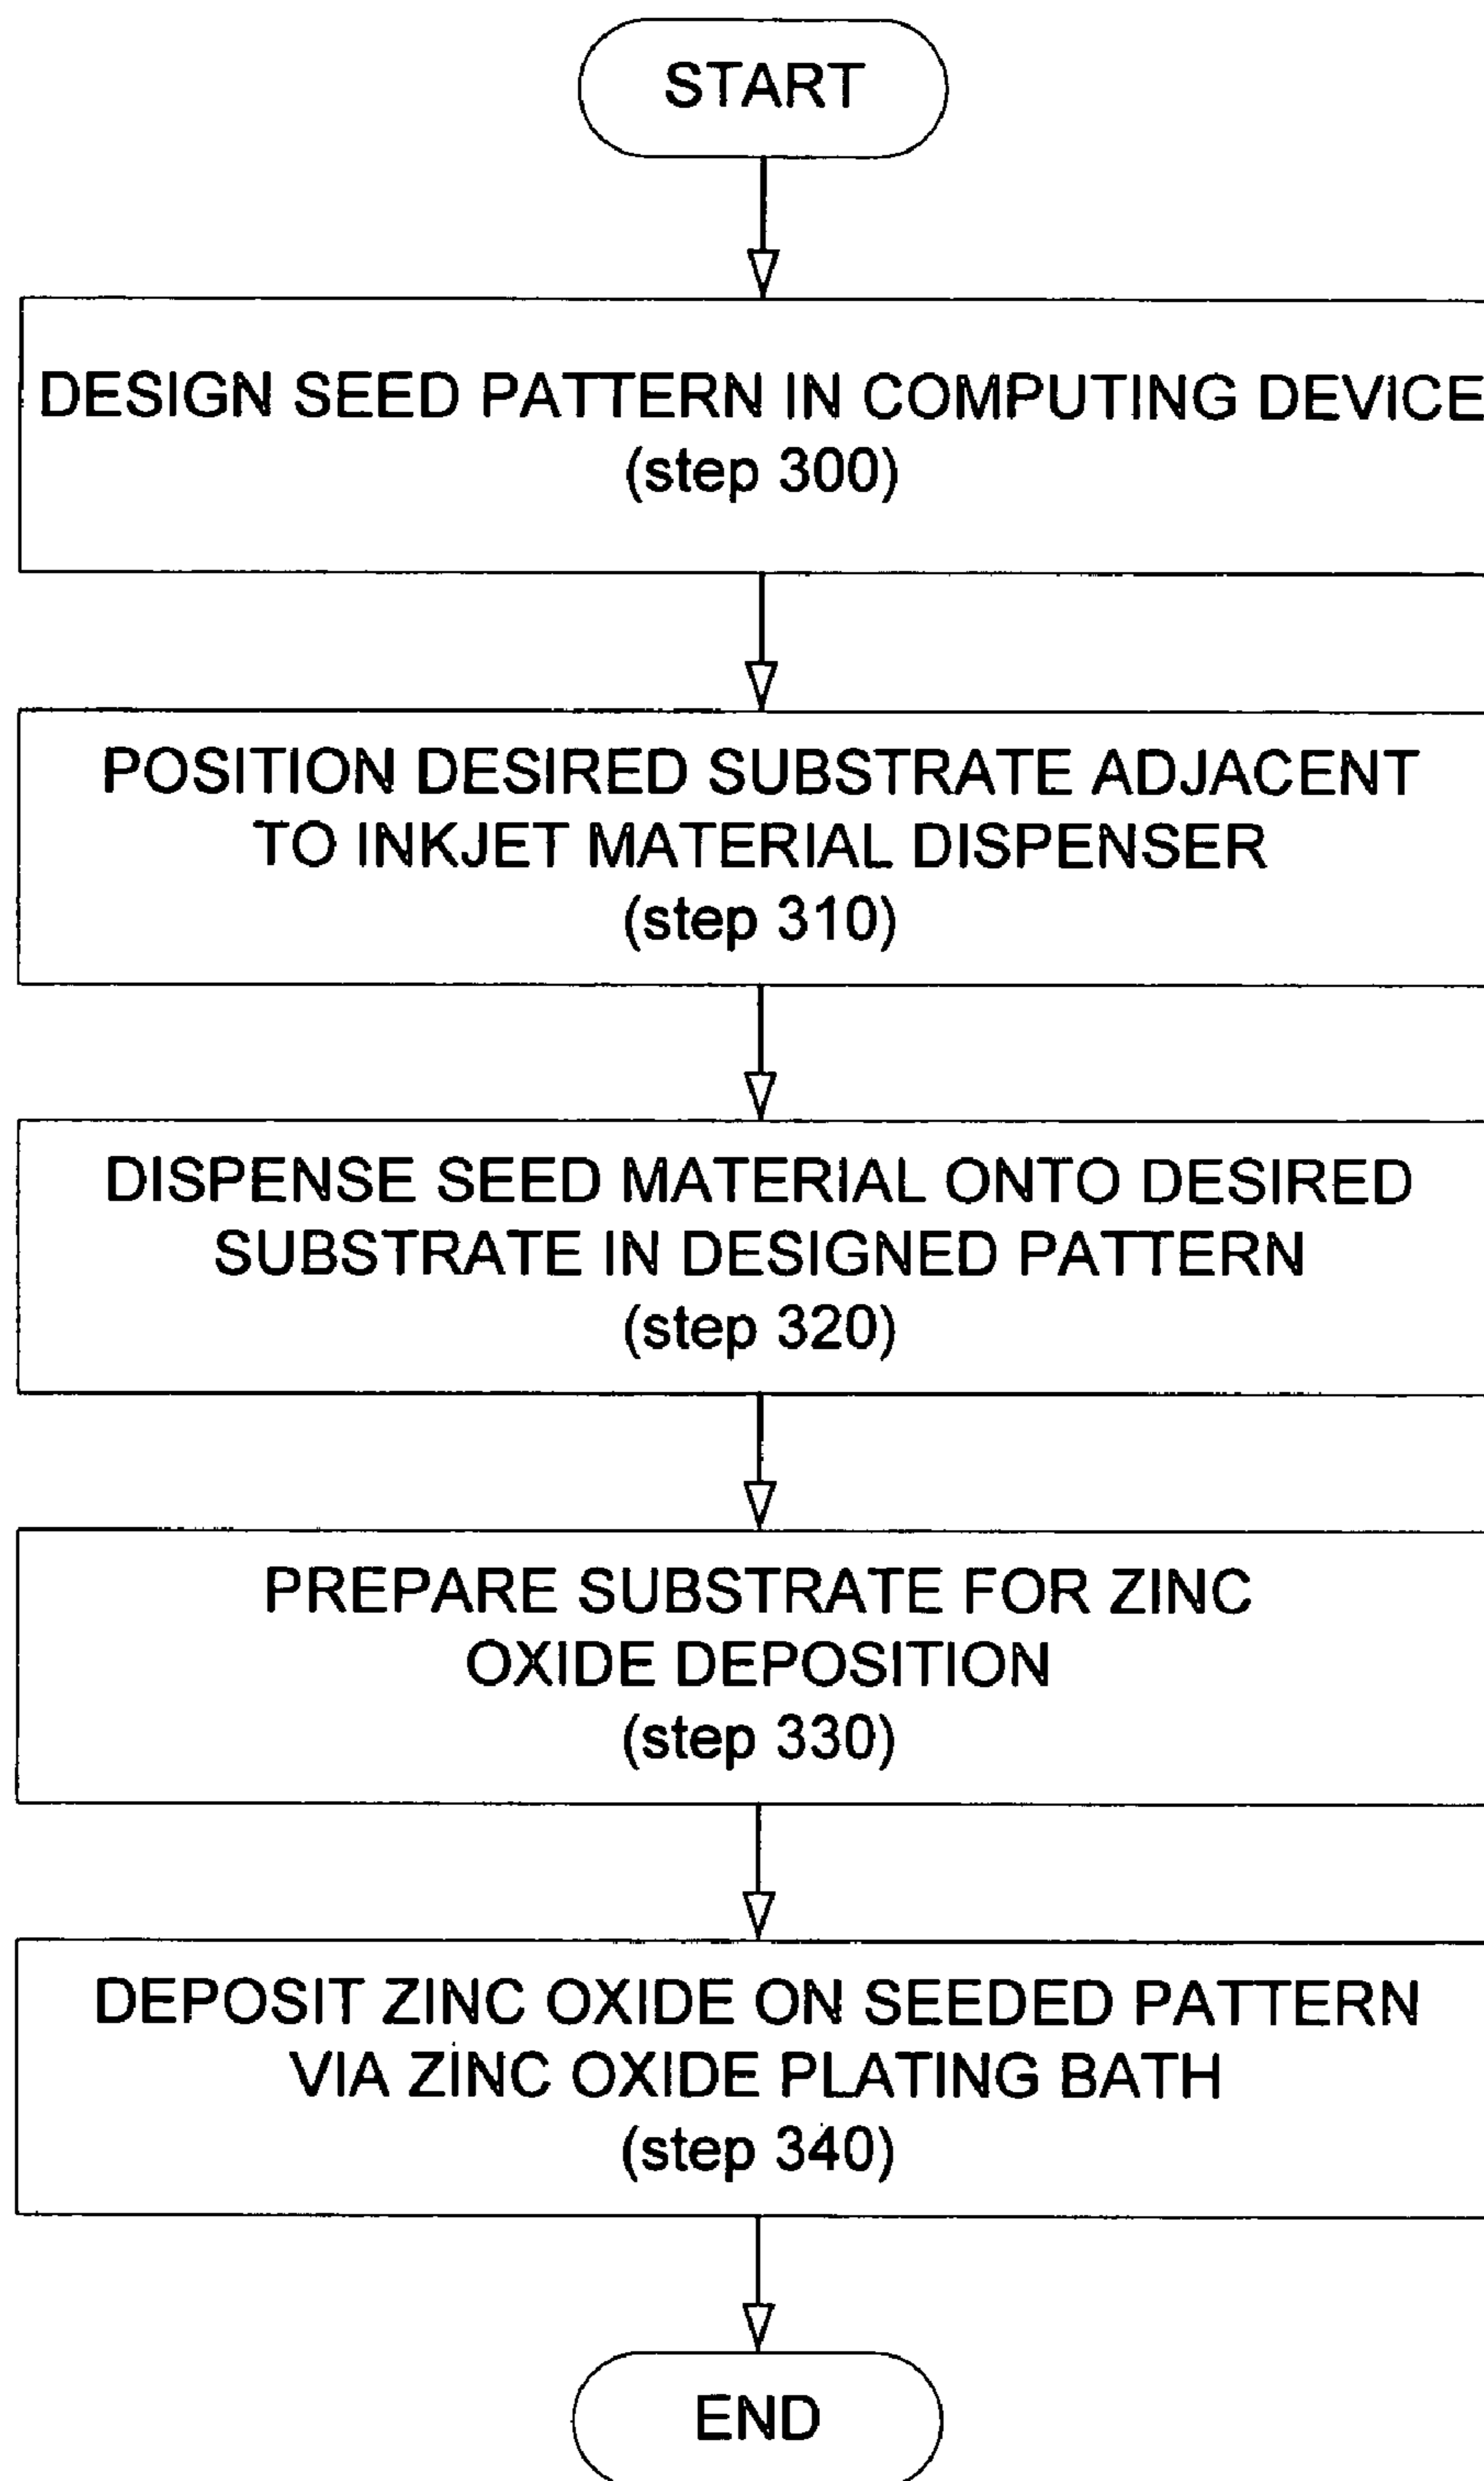 START
DESIGN SEED PATTERN IN COMPUTING DEVICE
(step 300)
POSITION DESIRED SUBSTRATE ADJACENT
TO INKJET MATERIAL DISPENSER
(step 310)
DISPENSE SEED MATERIAL ONTO DESIRED
SUBSTRATE IN DESIGNED PATTERN
(step 320)
PREPARE SUBSTRATE FOR ZINC
OXIDE DEPOSITION
(step 330)
DEPOSIT ZINC OXIDE ON SEEDED PATTERN
VIA ZINC OXIDE PLATING BATH
(step 340)
END